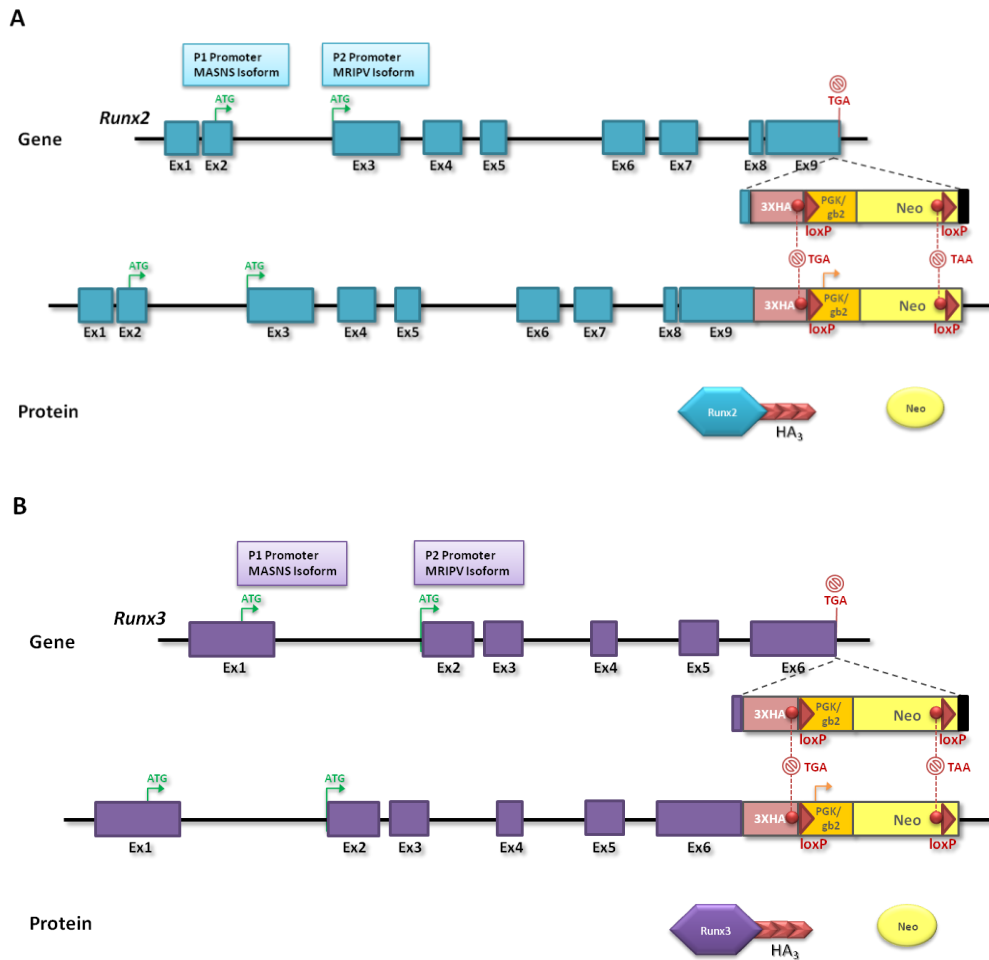 A
P1 Promoter
MASNS Isoform
P2 Promoter
MRIPV Isoform
ATG
ATG
TGA
Runx2
Gene
Ex1
Ex2
Ex3
Ex4
Ex5
Ex6
Ex7
Ex8
Ex9
3XHA
PGK/
gb2
Neo
loxP
loxP
TGA
TAA
ATG
ATG
3XHA
PGK/
gb2
Neo
Ex1
Ex2
Ex3
Ex4
Ex5
Ex6
Ex7
Ex8
Ex9
loxP
loxP
Protein
Runx2
HA3
Neo
B
P1 Promoter
MASNS Isoform
P2 Promoter
MRIPV Isoform
ATG
ATG
TGA
Runx3
Gene
Ex1
Ex2
Ex3
Ex4
Ex5
Ex6
3XHA
PGK/
gb2
Neo
loxP
loxP
TGA
TAA
ATG
ATG
3XHA
PGK/
gb2
Neo
Ex1
Ex2
Ex3
Ex4
Ex5
Ex6
loxP
loxP
Protein
Runx3
HA3
Neo